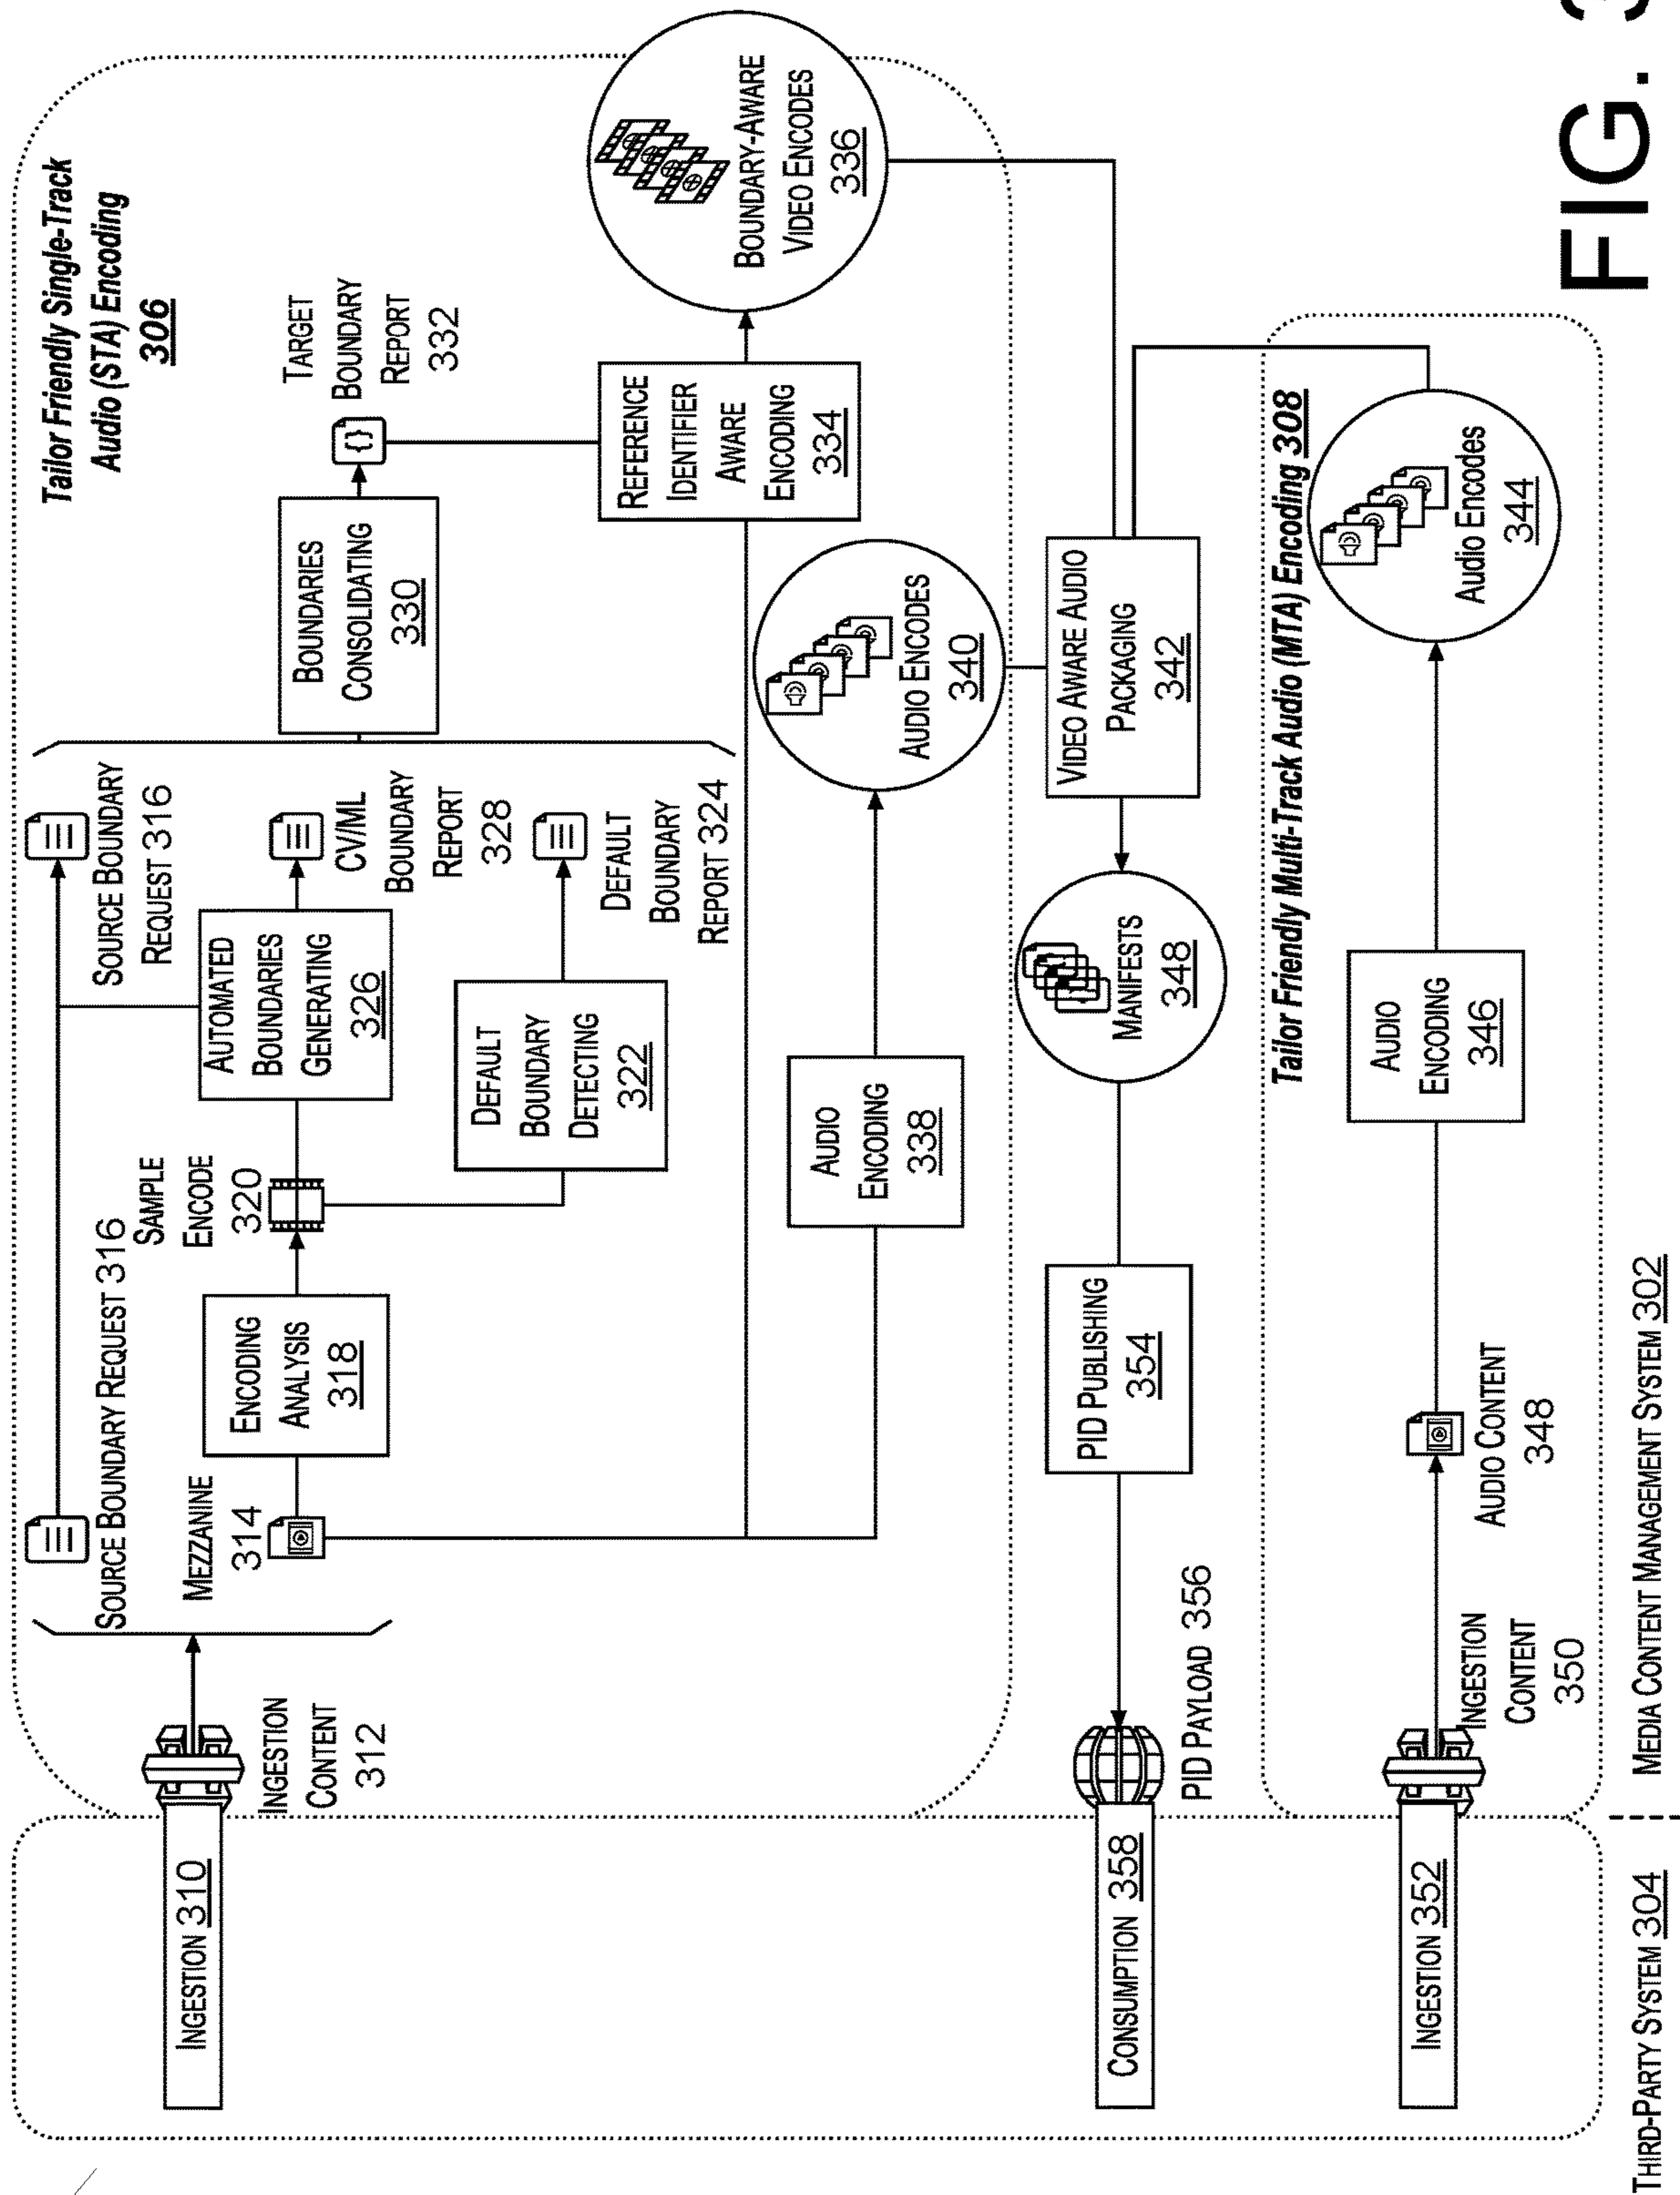 Tailor Friendly Single-Track
Audio (STA) Encoding
306
SOURCE BOUNDARY REQUEST 316
SOURCE BOUNDARY
REQUEST 316
INGESTION 310
INGESTION
CONTENT
312
MEZZANINE
314
ENCODING
ANALYSIS
318
SAMPLE
ENCODE
320
AUTOMATED
BOUNDARIES
GENERATING
326
CV/ML
BOUNDARY
REPORT
328
DEFAULT
BOUNDARY
DETECTING
322
DEFAULT
BOUNDARY
REPORT 324
BOUNDARIES
CONSOLIDATING
330
{}
TARGET
BOUNDARY
REPORT
332
REFERENCE
IDENTIFIER
AWARE
ENCODING
334
BOUNDARY-AWARE
VIDEO ENCODES
336
AUDIO
ENCODING
338
AUDIO ENCODES
340
CONSUMPTION 358
PID PAYLOAD 356
PID PUBLISHING
354
MANIFESTS
348
VIDEO AWARE AUDIO
PACKAGING
342
Tailor Friendly Multi-Track Audio (MTA) Encoding 308
INGESTION 352
INGESTION
CONTENT
350
AUDIO CONTENT
348
AUDIO
ENCODING
346
Audio Encodes
344
THIRD-PARTY SYSTEM 304
MEDIA CONTENT MANAGEMENT SYSTEM 302
FIG. 3